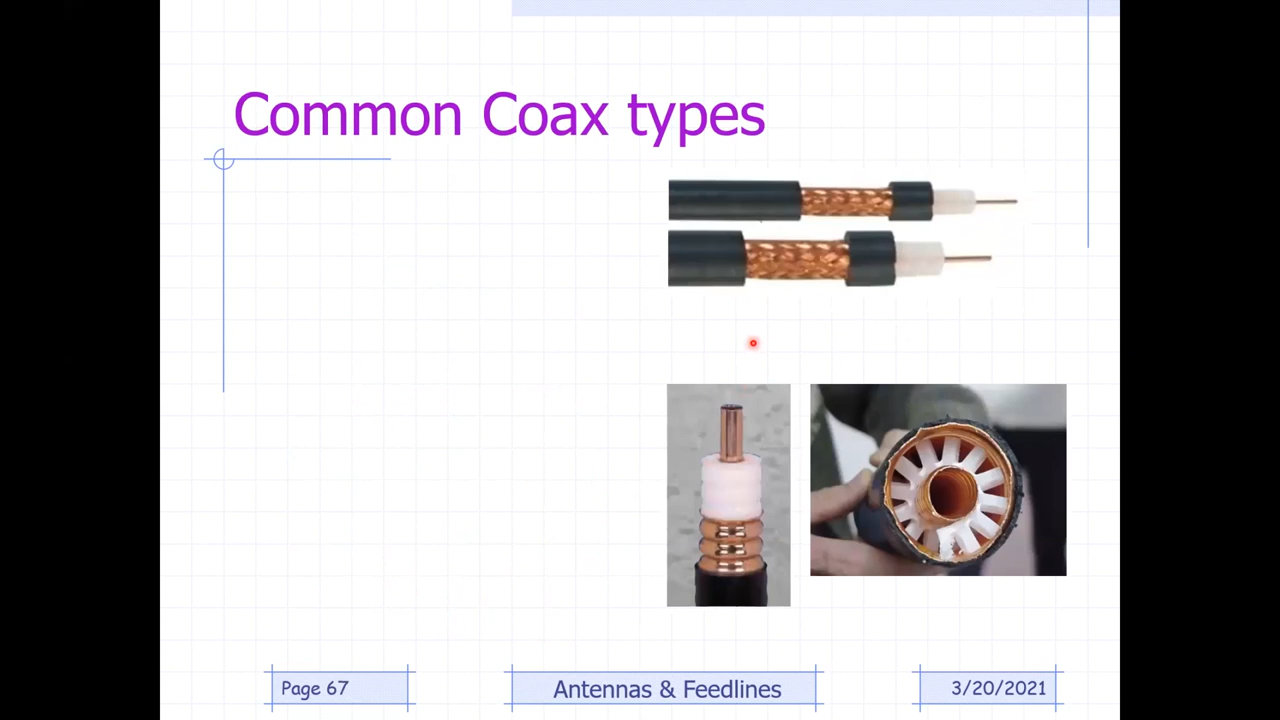 Common Coax types
Page 67
Antennas & Feedlines
3/20/2021